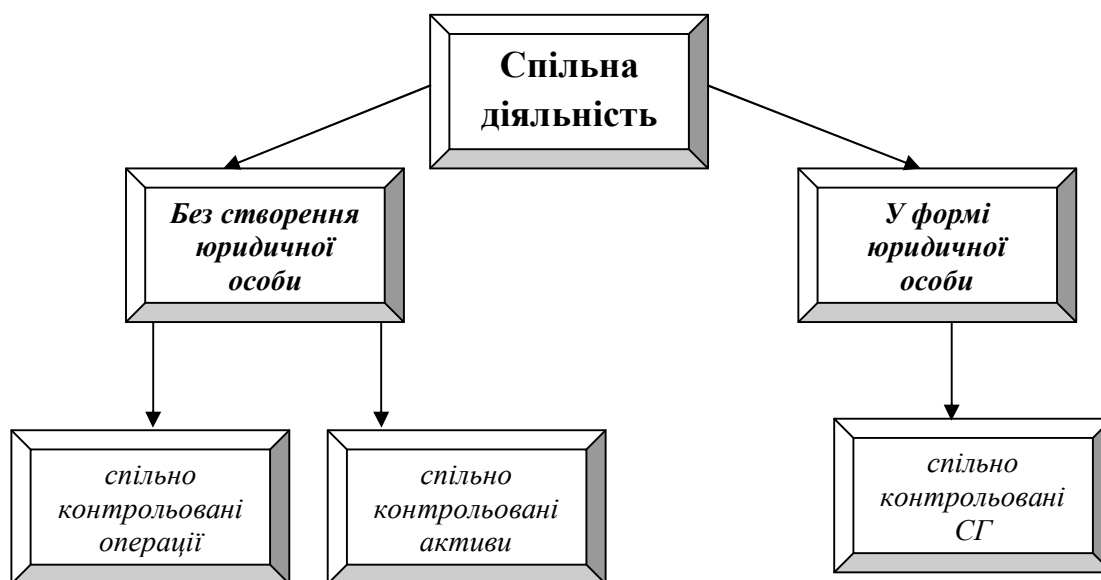 Спільна
діяльність
Без створення
юридичної
особи
У формі
юридичної
особи
спільно
контрольовані
операції
спільно
контрольовані
активи
спільно
контрольовані
СГ